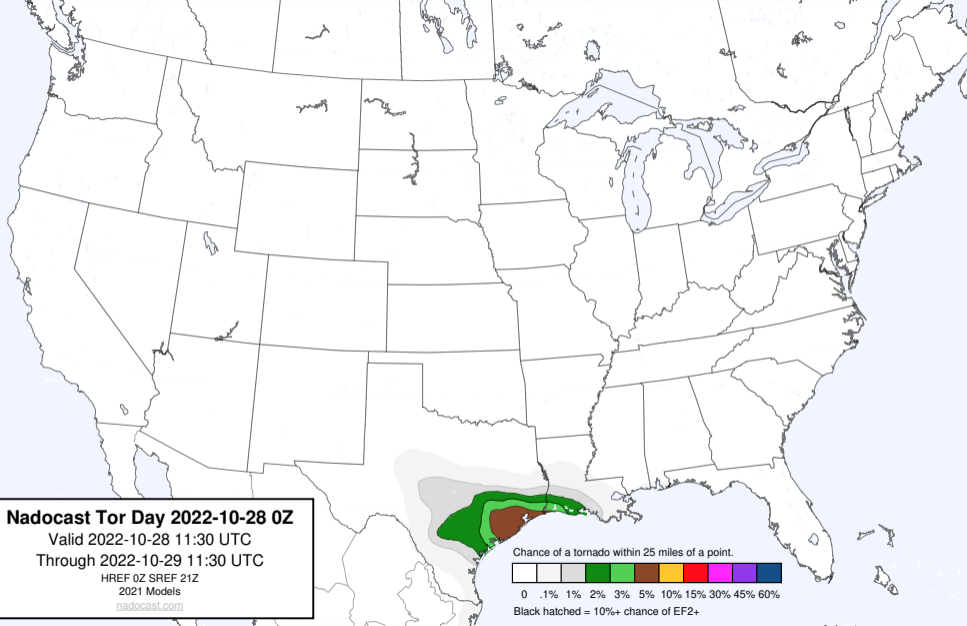 Nadocast Tor Day 2022-10-28 0Z
Valid 2022-10-28 11:30 UTC
Through 2022-10-29 11:30 UTC
HREF 0Z SREF 21Z
2021 Models
nadocast.com
Chance of a tornado within 25 miles of a point.
0 .1% 1% 2% 3% 5% 10% 15% 30% 45% 60%
Black hatched = 10%+ chance of EF2+